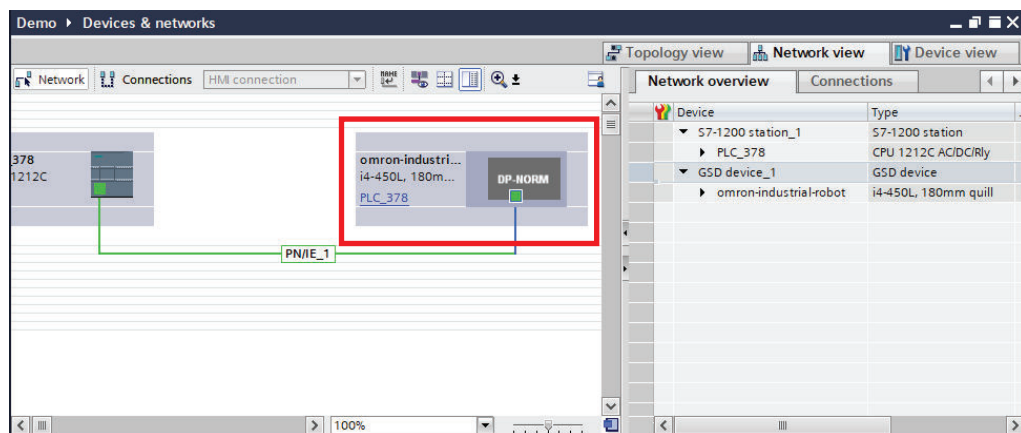 Demo ▸ Devices & networks
Topology view Network view Device view
Network Connections HMI connection
Network overview Connections
Device Type
S7-1200 station_1 S7-1200 station
PLC_378 CPU 1212C AC/DC/Rly
GSD device_1 GSD device
omron-industrial-robot i4-450L, 180mm quill
_378
1212C
omron-industri...
i4-450L, 180m...
PLC_378
DP-NORM
PN/IE_1
100%